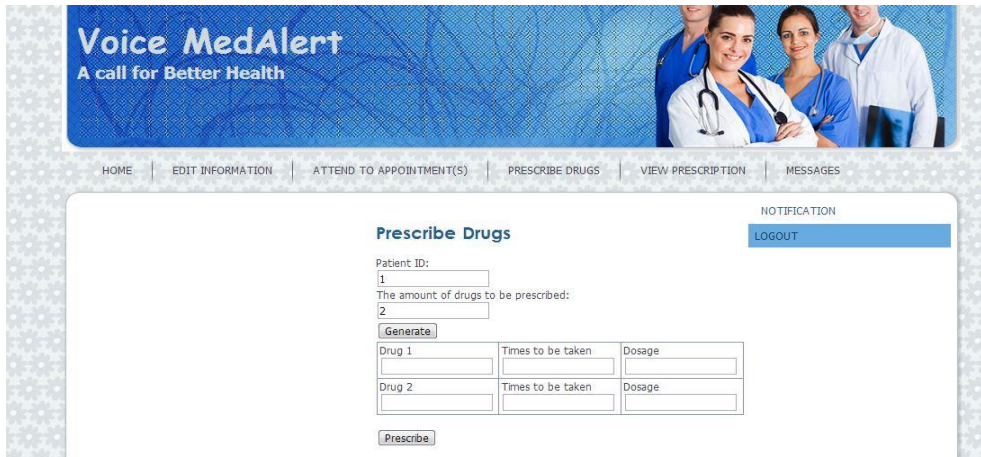 Voice MedAlert
A call for Better Health
HOME EDIT INFORMATION ATTEND TO APPOINTMENT(S) PRESCRIBE DRUGS VIEW PRESCRIPTION MESSAGES
NOTIFICATION
LOGOUT
Prescribe Drugs
Patient ID:
1
The amount of drugs to be prescribed:
2
Generate
Drug 1 Times to be taken Dosage
Drug 2 Times to be taken Dosage
Prescribe